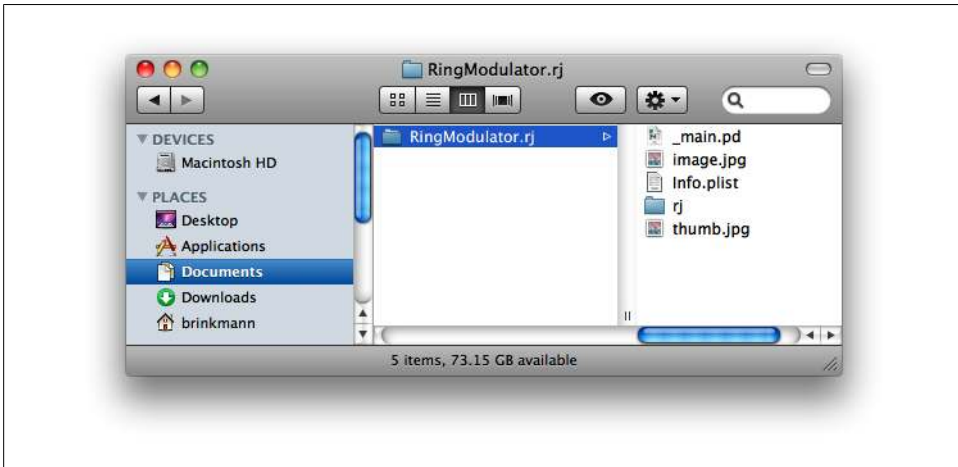 RingModulator.rj
DEVICES
Macintosh HD
PLACES
Desktop
Applications
Documents
Downloads
brinkmann
RingModulator.rj
_main.pd
image.jpg
Info.plist
rj
thumb.jpg
5 items, 73.15 GB available